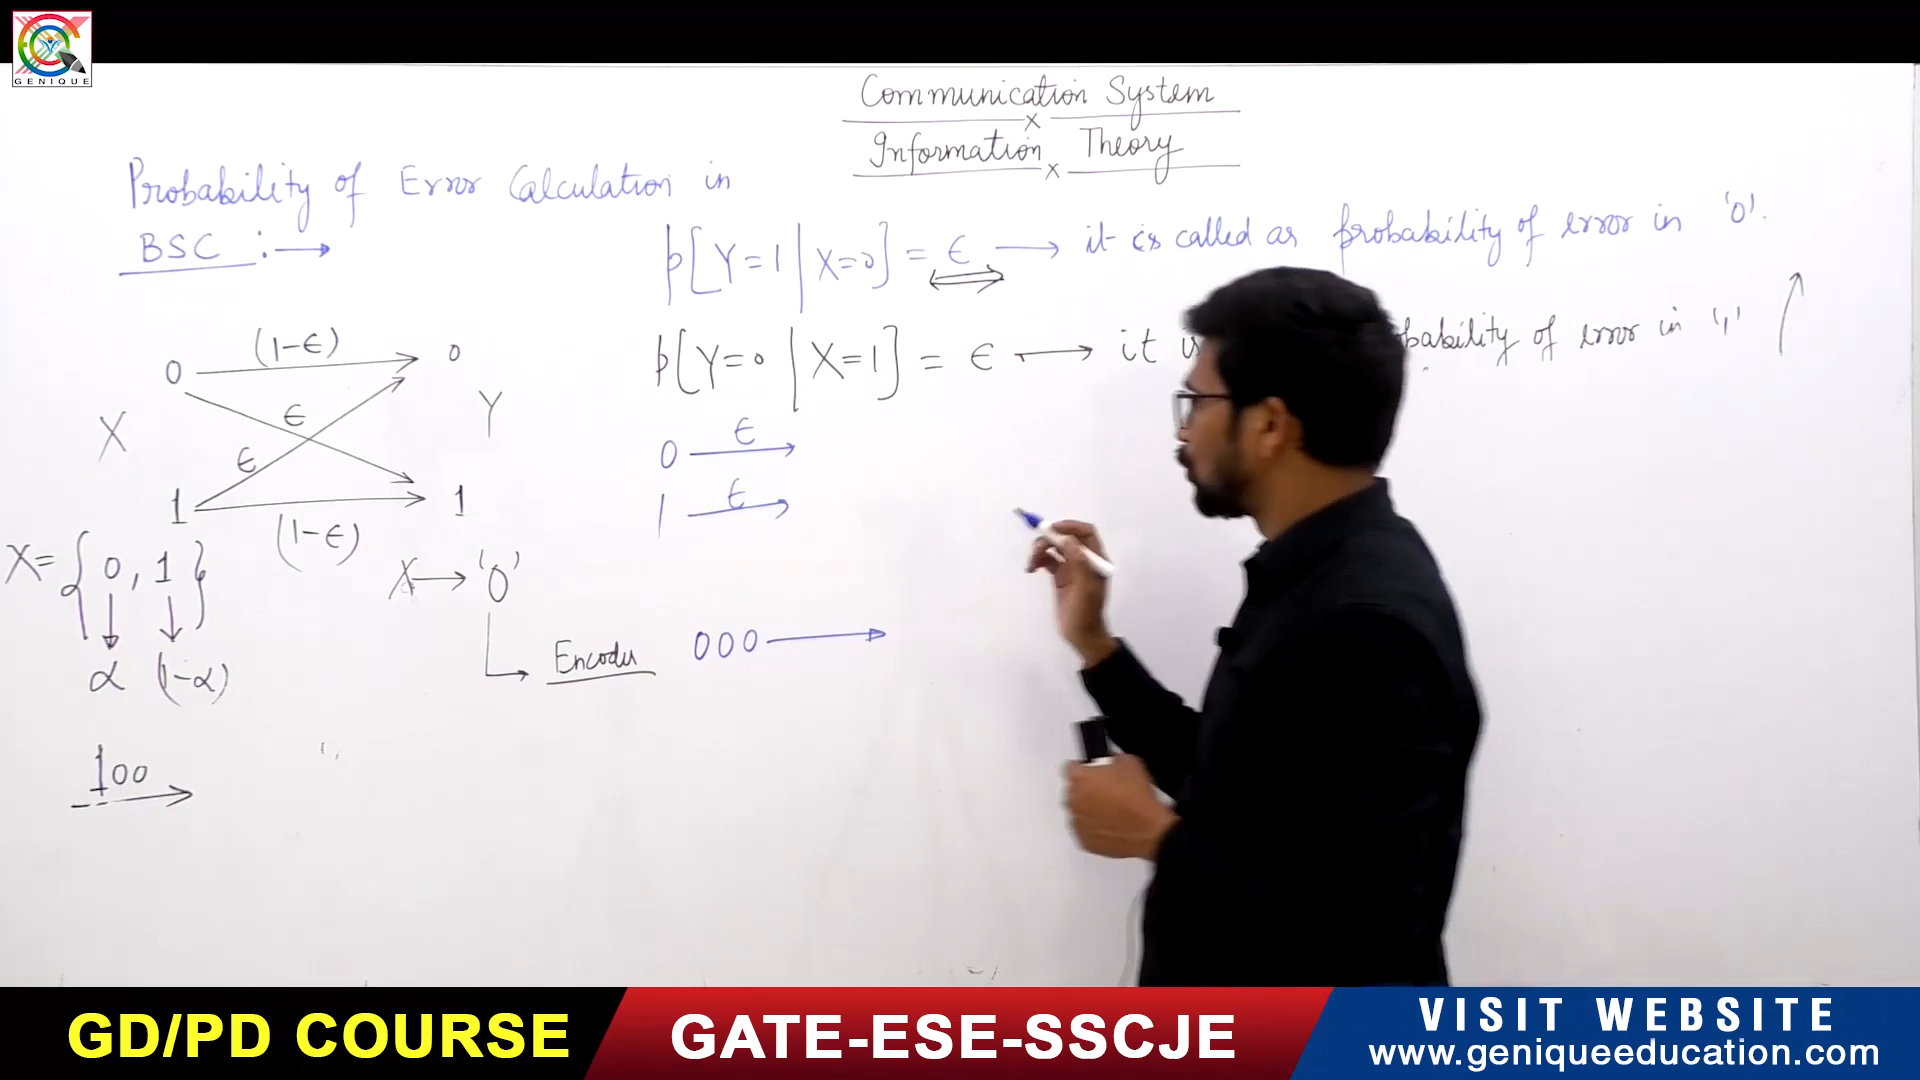 GENIQUE
Communication System
Information Theory
Probability of Error Calculation in
BSC :→
p[Y=1 | X=0] = ϵ → it is called as probability of error in '0'.
p[Y=0 | X=1] = ϵ → it is bability of error in '1'
0 (1-ϵ) 0
X ϵ Y
ϵ
1 (1-ϵ) 1
0 ϵ →
1 ϵ →
X= {0, 1}
α (1-α)
X → '0'
Encoder 000 →
100
GD/PD COURSE
GATE-ESE-SSCJE
VISIT WEBSITE
www.geniqueeducation.com